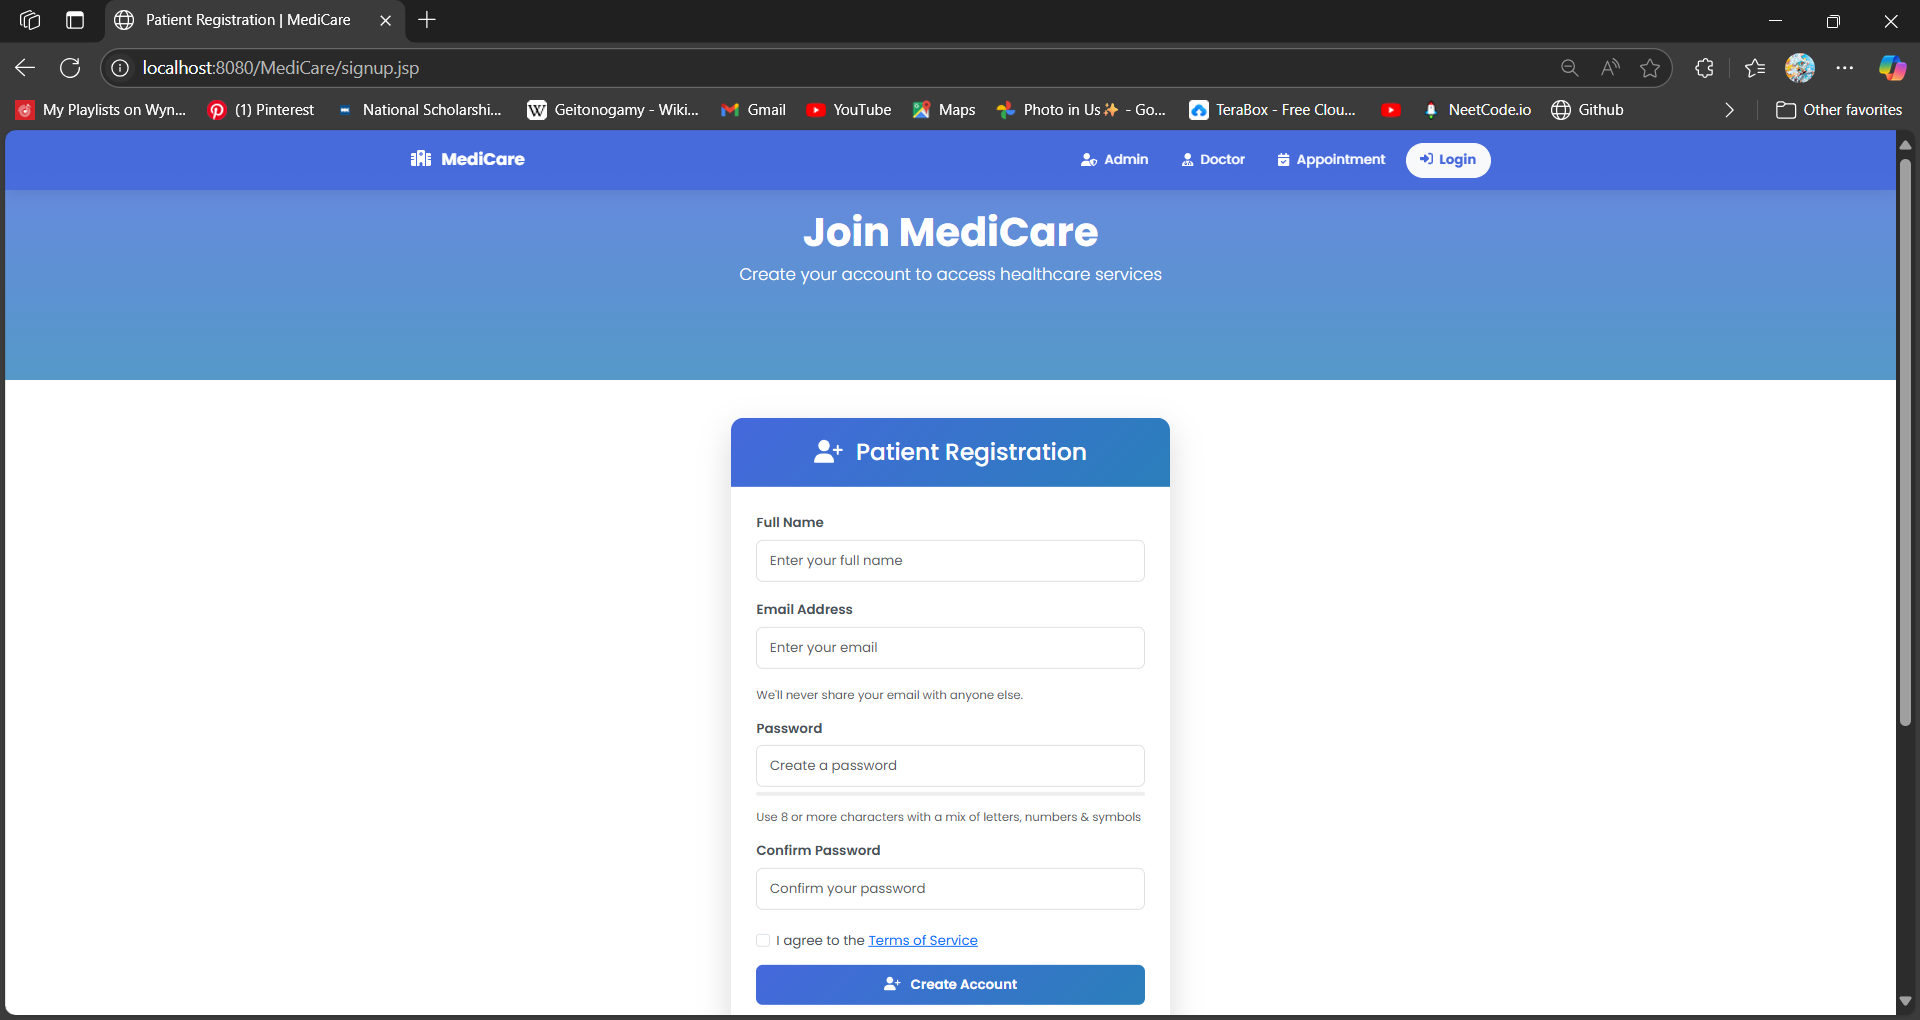 Patient Registration | MediCare
localhost:8080/MediCare/signup.jsp
My Playlists on Wyn... (1) Pinterest National Scholarshi... Geitonogamy - Wiki... Gmail YouTube Maps Photo in Us✨ - Go... TeraBox - Free Clou... NeetCode.io Github Other favorites
MediCare Admin Doctor Appointment Login
Join MediCare
Create your account to access healthcare services
Patient Registration
Full Name
Enter your full name
Email Address
Enter your email
We'll never share your email with anyone else.
Password
Create a password
Use 8 or more characters with a mix of letters, numbers & symbols
Confirm Password
Confirm your password
I agree to the Terms of Service
Create Account